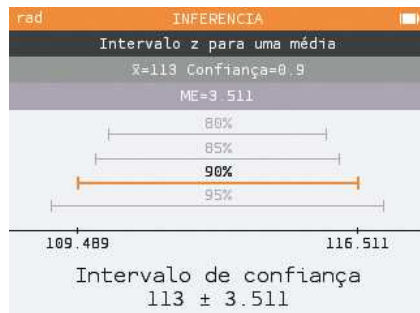 rad INFERENCIA
Intervalo z para uma média
x̄=113 Confiança=0.9
ME=3.511
80%
85%
90%
95%
109.489 116.511
Intervalo de confiança
113 ± 3.511